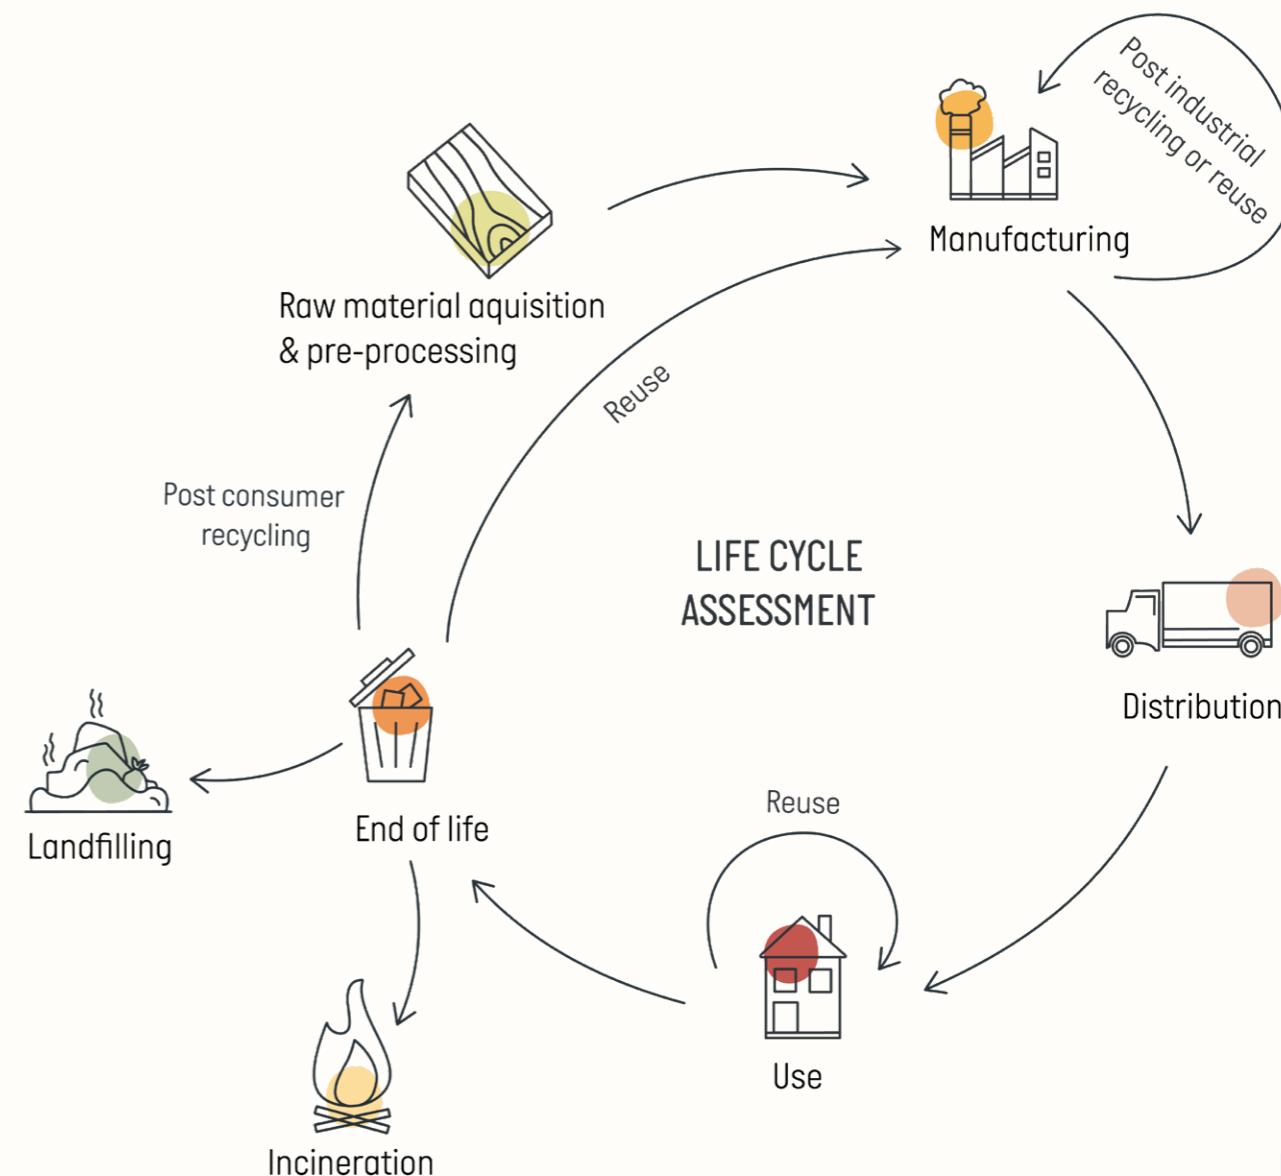 Post industrial
recycling or reuse
Manufacturing
Raw material aquisition
& pre-processing
Reuse
Post consumer
recycling
LIFE CYCLE
ASSESSMENT
Distribution
Landfilling
End of life
Reuse
Use
Incineration